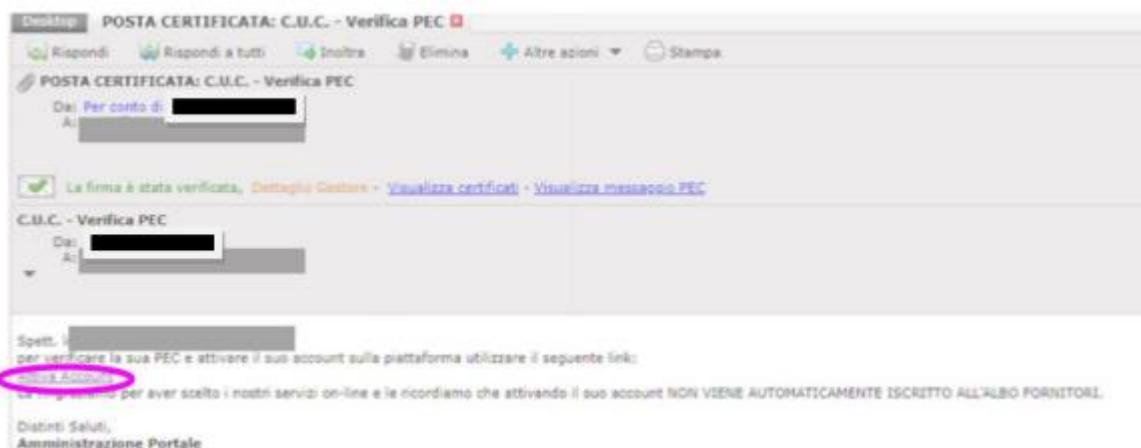 Desktop POSTA CERTIFICATA: C.U.C. - Verifica PEC
Rispondi Rispondi a tutti Inoltra Elimina Altre azioni Stampa
POSTA CERTIFICATA: C.U.C. - Verifica PEC
Da: Per conto di
A:
La firma è stata verificata, Dettaglio Gestore - Visualizza certificati - Visualizza messaggio PEC
C.U.C. - Verifica PEC
Da:
A:
Spett.
per verificare la sua PEC e attivare il suo account sulla piattaforma utilizzare il seguente link:
Attiva Account
per aver scelto i nostri servizi on-line e le ricordiamo che attivando il suo account NON VIENE AUTOMATICAMENTE ISCRITTO ALL'ALBO FORNITORI.
Distinti Saluti,
Amministrazione Portale